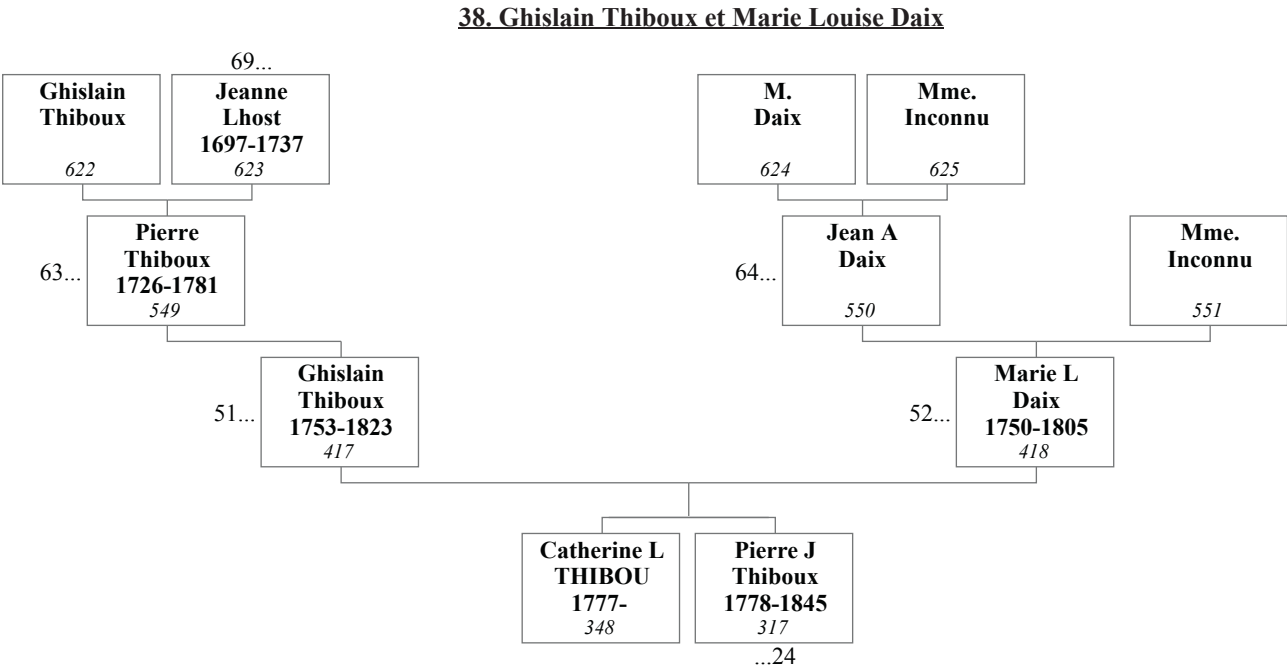 38. Ghislain Thiboux et Marie Louise Daix
69...
Ghislain
Thiboux
622
Jeanne
Lhost
1697-1737
623
M.
Daix
624
Mme.
Inconnu
625
63...
Pierre
Thiboux
1726-1781
549
64...
Jean A
Daix
550
Mme.
Inconnu
551
51...
Ghislain
Thiboux
1753-1823
417
52...
Marie L
Daix
1750-1805
418
Catherine L
THIBOU
1777-
348
Pierre J
Thiboux
1778-1845
317
...24